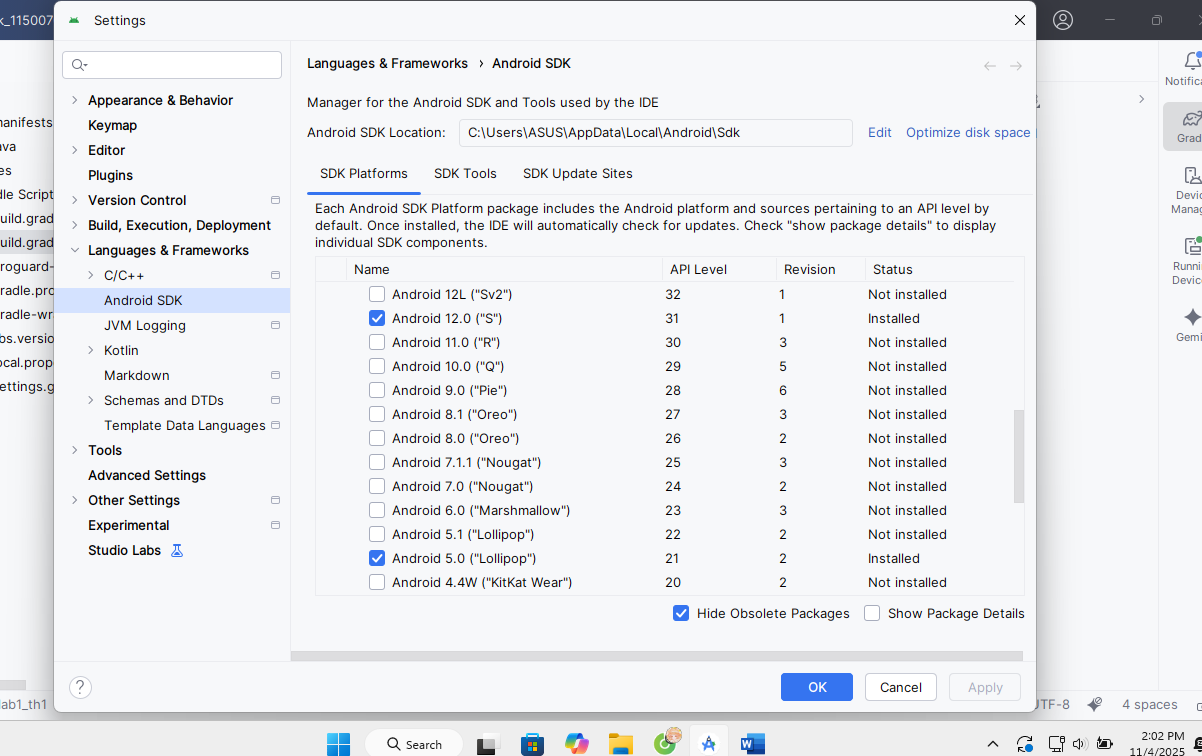 k_115007
Settings
Languages & Frameworks › Android SDK
Manager for the Android SDK and Tools used by the IDE
Android SDK Location: C:\Users\ASUS\AppData\Local\Android\Sdk Edit Optimize disk space
SDK Platforms SDK Tools SDK Update Sites
Each Android SDK Platform package includes the Android platform and sources pertaining to an API level by
default. Once installed, the IDE will automatically check for updates. Check "show package details" to display
individual SDK components.
Name API Level Revision Status
Android 12L ("Sv2") 32 1 Not installed
Android 12.0 ("S") 31 1 Installed
Android 11.0 ("R") 30 3 Not installed
Android 10.0 ("Q") 29 5 Not installed
Android 9.0 ("Pie") 28 6 Not installed
Android 8.1 ("Oreo") 27 3 Not installed
Android 8.0 ("Oreo") 26 2 Not installed
Android 7.1.1 ("Nougat") 25 3 Not installed
Android 7.0 ("Nougat") 24 2 Not installed
Android 6.0 ("Marshmallow") 23 3 Not installed
Android 5.1 ("Lollipop") 22 2 Not installed
Android 5.0 ("Lollipop") 21 2 Installed
Android 4.4W ("KitKat Wear") 20 2 Not installed
Hide Obsolete Packages Show Package Details
Appearance & Behavior
Keymap
Editor
Plugins
Version Control
Build, Execution, Deployment
Languages & Frameworks
C/C++
Android SDK
JVM Logging
Kotlin
Markdown
Schemas and DTDs
Template Data Languages
Tools
Advanced Settings
Other Settings
Experimental
Studio Labs
? OK Cancel Apply
manifests
ava
es
dle Script
uild.grad
uild.grad
roguard-
radle.pro
radle-wr
bs.versio
ocal.prop
ettings.g
Notifica
Grad
Devic
Manag
Runni
Device
Gemi
lab1_th1
UTF-8 4 spaces
Search
2:02 PM
11/4/2025